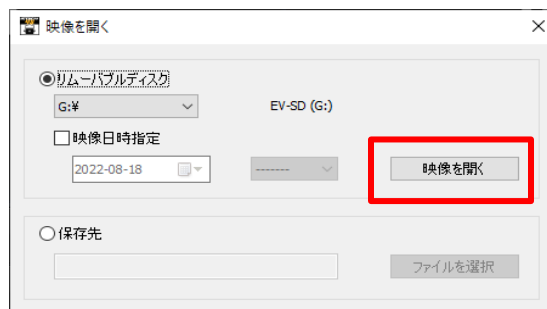 映像を開く
リムーバブルディスク
G:¥ EV-SD (G:)
映像日時指定
2022-08-18 ------- 映像を開く
保存先
ファイルを選択